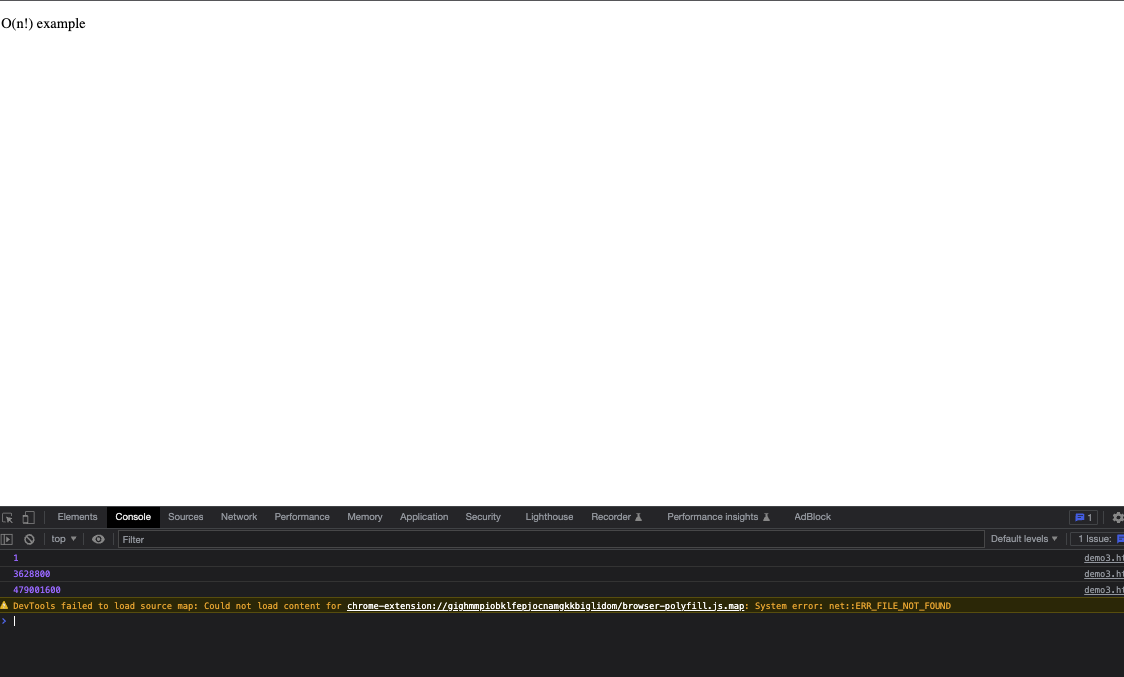 O(n!) example
Elements Console Sources Network Performance Memory Application Security Lighthouse Recorder Performance insights AdBlock 1
top Filter Default levels 1 Issue:
1 demo3.ht
3628800 demo3.ht
479001600 demo3.ht
DevTools failed to load source map: Could not load content for chrome-extension://gighmmpiobklfepjocnamgkkbiglidom/browser-polyfill.js.map: System error: net::ERR_FILE_NOT_FOUND
>